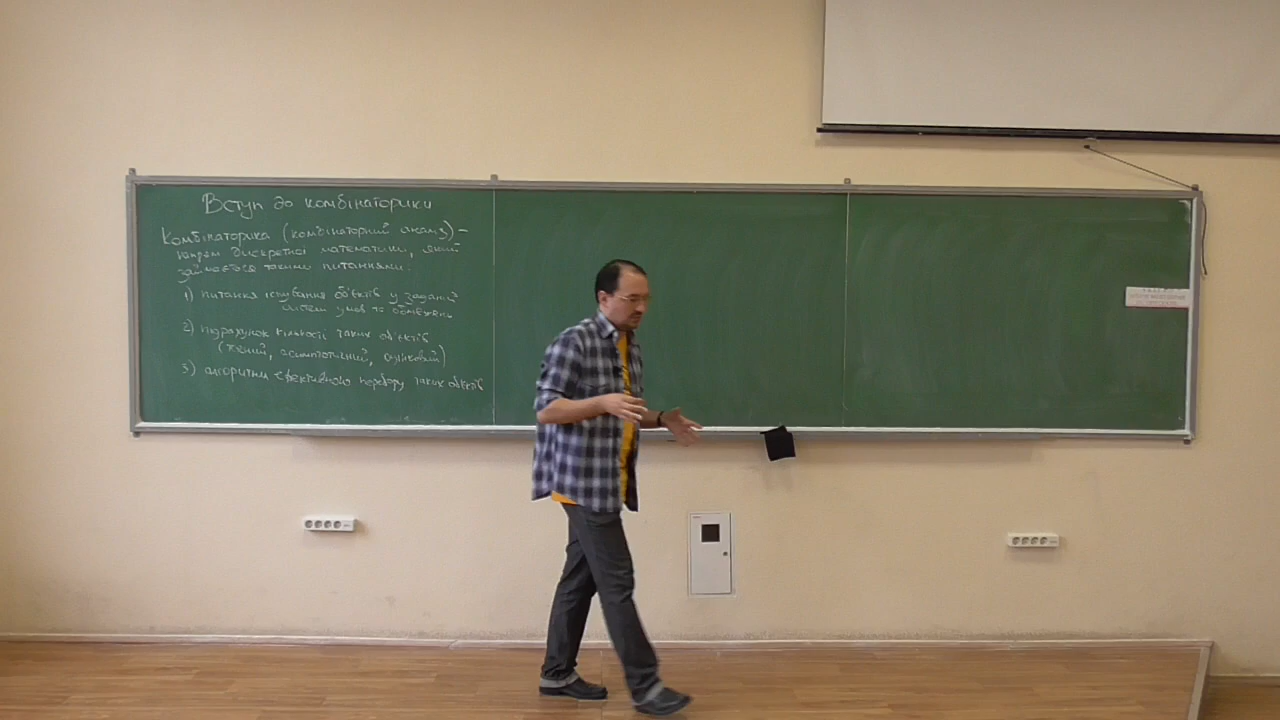 Вступ до комбінаторики
Комбінаторика (комбінаторний аналіз) –
напрям дискретної математики, який
займається такими питаннями:
1) питання існування об'єктів у заданій
системі умов та обмежень
2) підрахунок кількості таких об'єктів
(точний, асимптотичний, оцінковий)
3) алгоритми ефективного перебору таких об'єктів